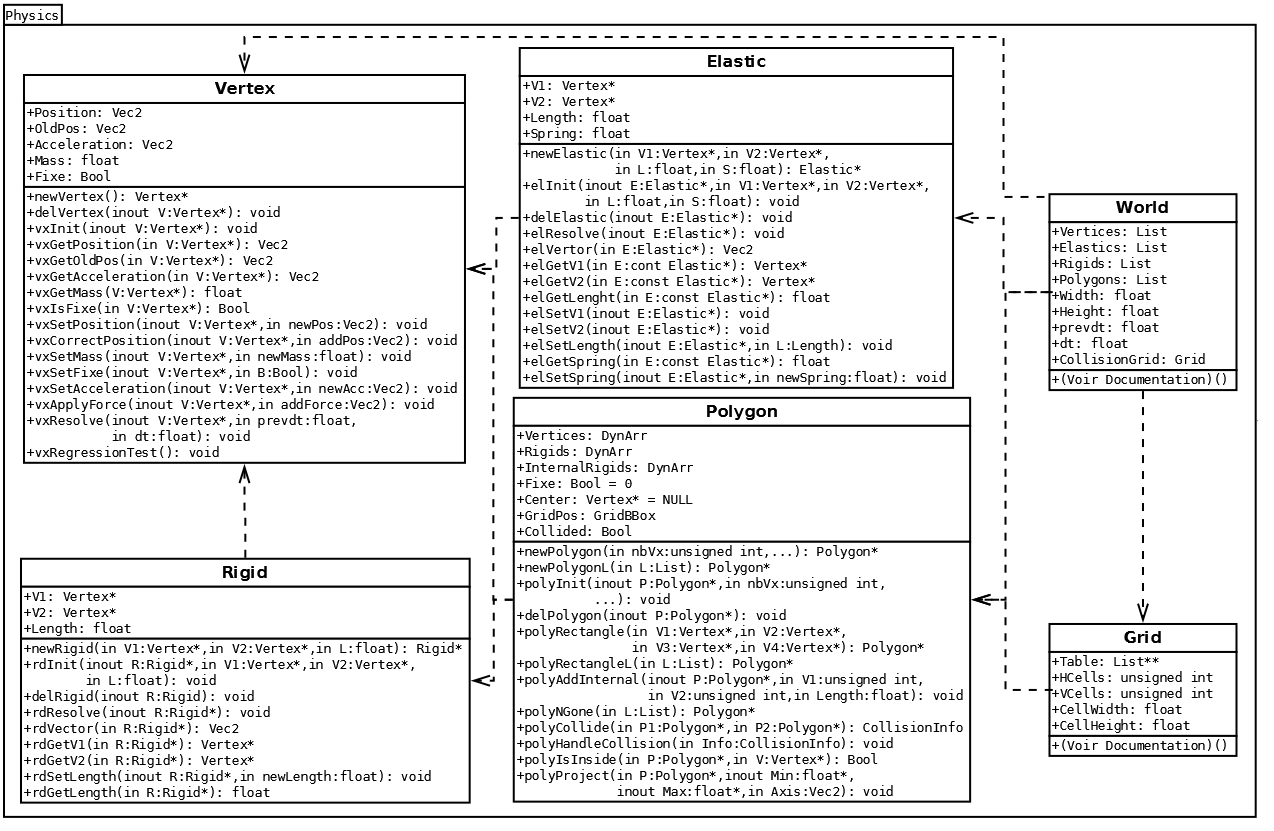 Physics
Vertex
+Position: Vec2
+OldPos: Vec2
+Acceleration: Vec2
+Mass: float
+Fixe: Bool
+newVertex(): Vertex*
+delVertex(inout V:Vertex*): void
+vxInit(inout V:Vertex*): void
+vxGetPosition(in V:Vertex*): Vec2
+vxGetOldPos(in V:Vertex*): Vec2
+vxGetAcceleration(in V:Vertex*): Vec2
+vxGetMass(V:Vertex*): float
+vxIsFixe(in V:Vertex*): Bool
+vxSetPosition(inout V:Vertex*,in newPos:Vec2): void
+vxCorrectPosition(inout V:Vertex*,in addPos:Vec2): void
+vxSetMass(inout V:Vertex*,in newMass:float): void
+vxSetFixe(inout V:Vertex*,in B:Bool): void
+vxSetAcceleration(inout V:Vertex*,in newAcc:Vec2): void
+vxApplyForce(inout V:Vertex*,in addForce:Vec2): void
+vxResolve(inout V:Vertex*,in prevdt:float,
in dt:float): void
+vxRegressionTest(): void
Elastic
+V1: Vertex*
+V2: Vertex*
+Length: float
+Spring: float
+newElastic(in V1:Vertex*,in V2:Vertex*,
in L:float,in S:float): Elastic*
+elInit(inout E:Elastic*,in V1:Vertex*,in V2:Vertex*,
in L:float,in S:float): void
+delElastic(inout E:Elastic*): void
+elResolve(inout E:Elastic*): void
+elVertor(in E:Elastic*): Vec2
+elGetV1(in E:cont Elastic*): Vertex*
+elGetV2(in E:const Elastic*): Vertex*
+elGetLenght(in E:const Elastic*): float
+elSetV1(inout E:Elastic*): void
+elSetV2(inout E:Elastic*): void
+elSetLength(inout E:Elastic*,in L:Length): void
+elGetSpring(in E:const Elastic*): float
+elSetSpring(inout E:Elastic*,in newSpring:float): void
World
+Vertices: List
+Elastics: List
+Rigids: List
+Polygons: List
+Width: float
+Height: float
+prevdt: float
+dt: float
+CollisionGrid: Grid
+(Voir Documentation)()
Rigid
+V1: Vertex*
+V2: Vertex*
+Length: float
+newRigid(in V1:Vertex*,in V2:Vertex*,in L:float): Rigid*
+rdInit(inout R:Rigid*,in V1:Vertex*,in V2:Vertex*,
in L:float): void
+delRigid(inout R:Rigid): void
+rdResolve(inout R:Rigid*): void
+rdVector(in R:Rigid*): Vec2
+rdGetV1(in R:Rigid*): Vertex*
+rdGetV2(in R:Rigid*): Vertex*
+rdSetLength(inout R:Rigid*,in newLength:float): void
+rdGetLength(in R:Rigid*): float
Polygon
+Vertices: DynArr
+Rigids: DynArr
+InternalRigids: DynArr
+Fixe: Bool = 0
+Center: Vertex* = NULL
+GridPos: GridBBox
+Collided: Bool
+newPolygon(in nbVx:unsigned int,...): Polygon*
+newPolygonL(in L:List): Polygon*
+polyInit(inout P:Polygon*,in nbVx:unsigned int,
...): void
+delPolygon(inout P:Polygon*): void
+polyRectangle(in V1:Vertex*,in V2:Vertex*,
in V3:Vertex*,in V4:Vertex*): Polygon*
+polyRectangleL(in L:List): Polygon*
+polyAddInternal(inout P:Polygon*,in V1:unsigned int,
in V2:unsigned int,in Length:float): void
+polyNGone(in L:List): Polygon*
+polyCollide(in P1:Polygon*,in P2:Polygon*): CollisionInfo
+polyHandleCollision(in Info:CollisionInfo): void
+polyIsInside(in P:Polygon*,in V:Vertex*): Bool
+polyProject(in P:Polygon*,inout Min:float*,
inout Max:float*,in Axis:Vec2): void
Grid
+Table: List**
+HCells: unsigned int
+VCells: unsigned int
+CellWidth: float
+CellHeight: float
+(Voir Documentation)()